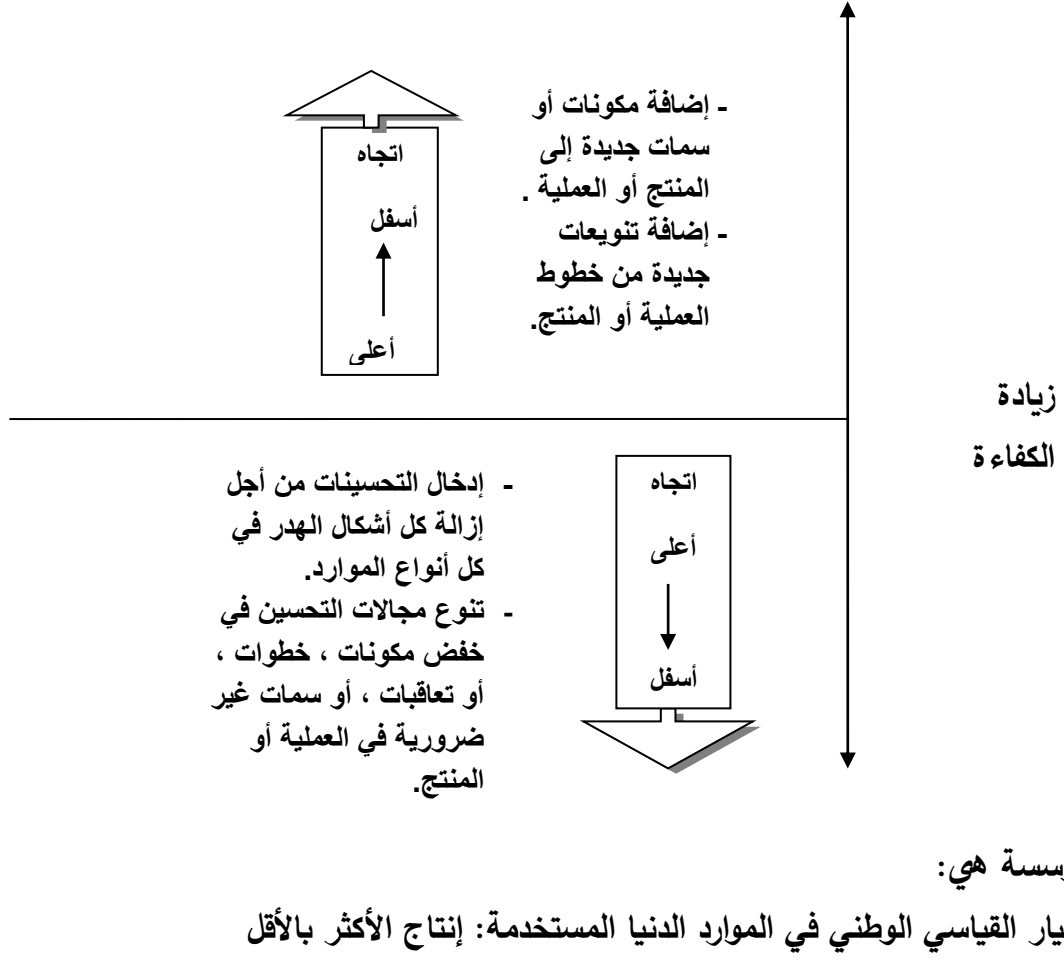 - إضافة مكونات أو
سمات جديدة إلى
المنتج أو العملية .
- إضافة تنويعات
جديدة من خطوط
العملية أو المنتج.
اتجاه
أسفل
أعلى
زيادة
الكفاءة
اتجاه
أعلى
أسفل
- إدخال التحسينات من أجل
إزالة كل أشكال الهدر في
كل أنواع الموارد.
- تنوع مجالات التحسين في
خفض مكونات ، خطوات ،
أو تعاقبات ، أو سمات غير
ضرورية في العملية أو
المنتج.
هي:
القياسي الوطني في الموارد الدنيا المستخدمة: إنتاج الأكثر بالأقل